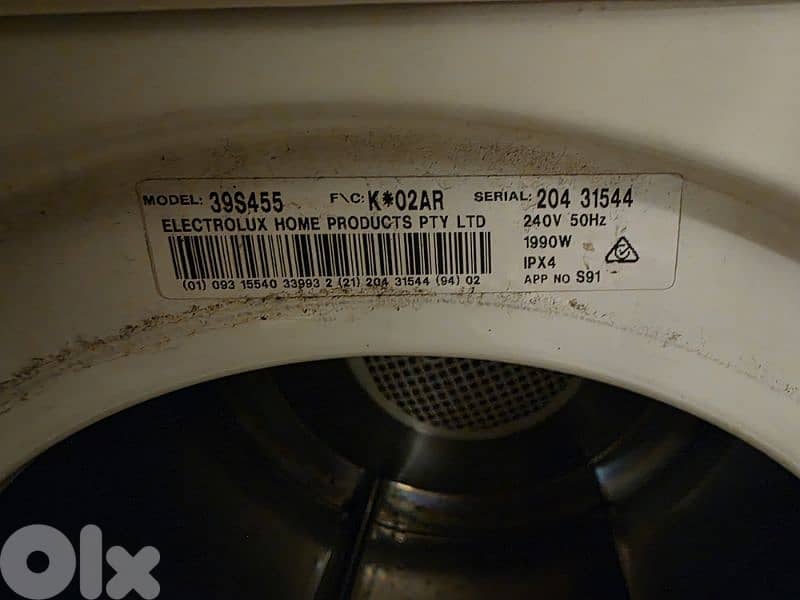 MODEL: 39S455 F\C: K*02AR SERIAL: 204 31544
ELECTROLUX HOME PRODUCTS PTY LTD 240V 50Hz
1990W
IPX4
(01) 093 15540 33993 2 (21) 204 31544 (94) 02 APP NO S91
Olx